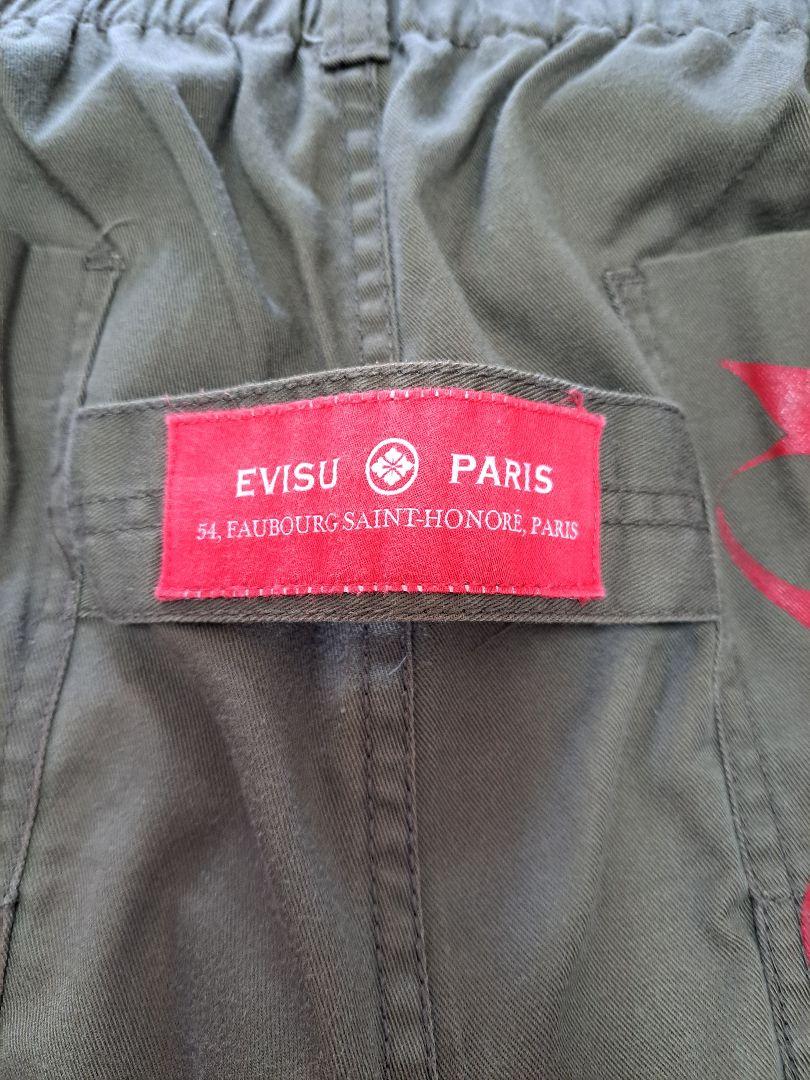 EVISU PARIS
54, FAUBOURG SAINT-HONORÉ, PARIS